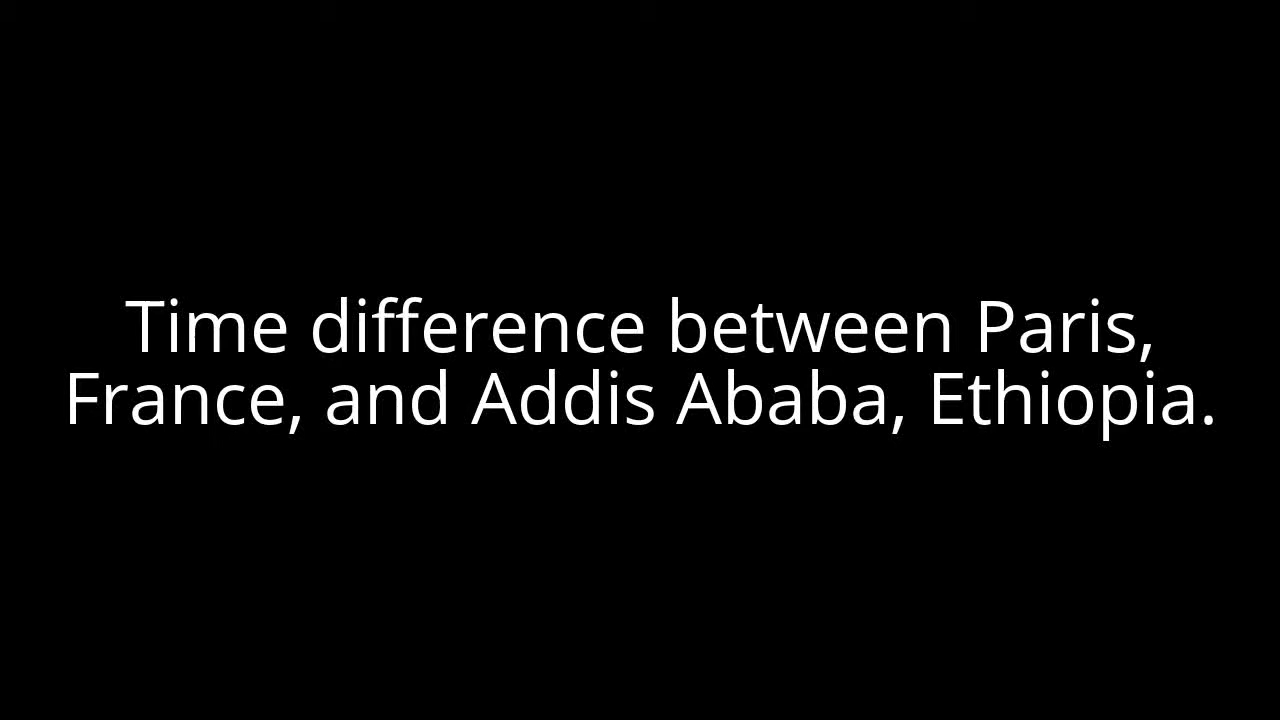 Time difference between Paris,
France, and Addis Ababa, Ethiopia.